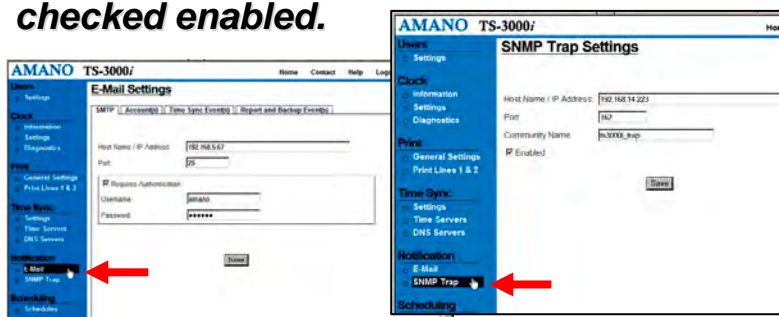 checked enabled.
AMANO TS-3000i
Home Contact Help Logo
Users
Settings
Clock
Information
Settings
Diagnostics
Print
General Settings
Print Lines 1 & 2
Time Sync
Settings
Time Servers
DNS Servers
Notification
E-Mail
SNMP Trap
Scheduling
Schedules
E-Mail Settings
SMTP Account(s) Time Sync Event(s) Report and Backup Event(s)
Host Name / IP Address: 192.168.5.67
Port: 25
Requires Authentication
Username: amano
Password: ******
Save
AMANO TS-3000i
Hom
Users
Settings
Clock
Information
Settings
Diagnostics
Print
General Settings
Print Lines 1 & 2
Time Sync
Settings
Time Servers
DNS Servers
Notification
E-Mail
SNMP Trap
Scheduling
SNMP Trap Settings
Host Name / IP Address: 192.168.14.223
Port: 162
Community Name: ts3000i_trap
Enabled
Save